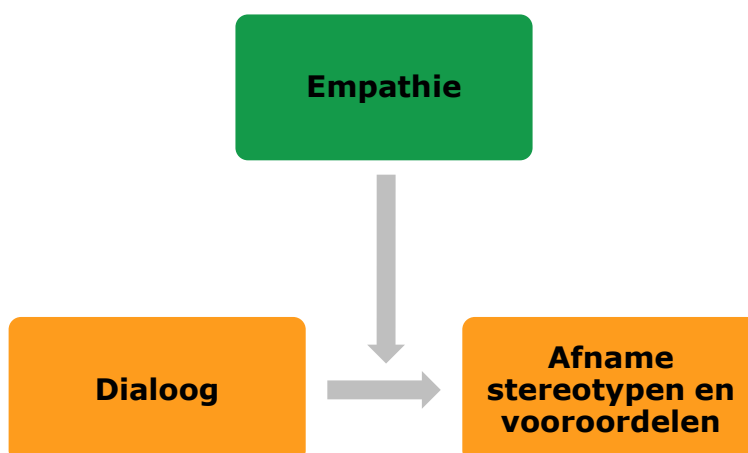 Empathie
Dialoog
Afname
stereotypen en
vooroordelen